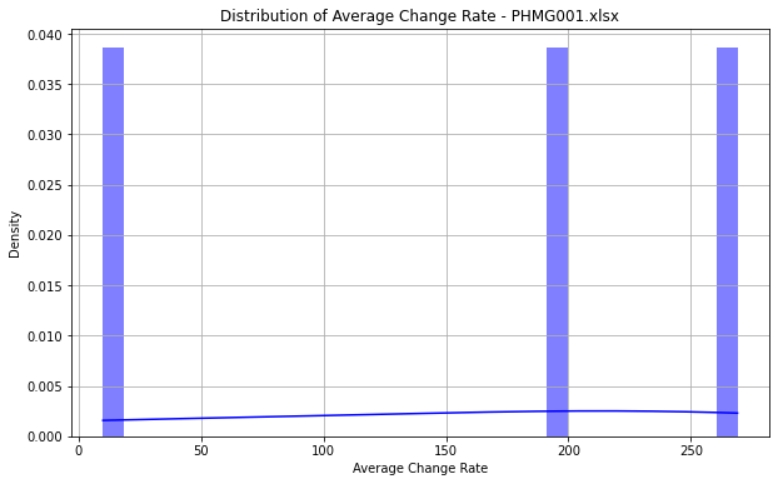 Distribution of Average Change Rate - PHMG001.xlsx
0.040
0.035
0.030
0.025
0.020
0.015
0.010
0.005
0.000
Density
0 50 100 150 200 250
Average Change Rate